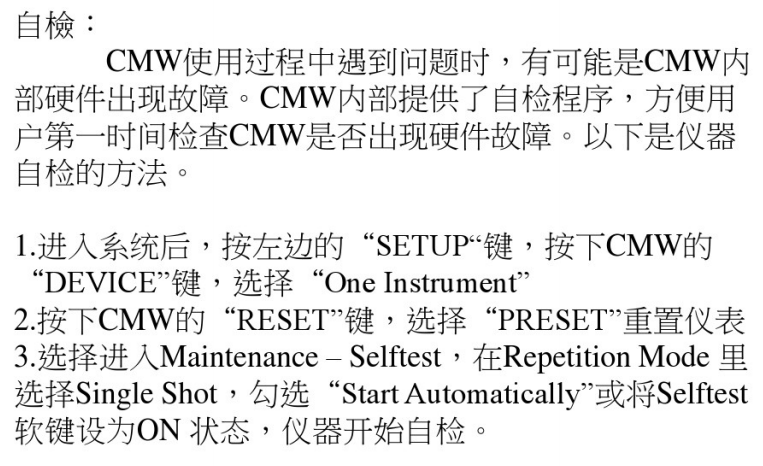 自檢：
CMW使用过程中遇到问题时，有可能是CMW内
部硬件出现故障。CMW内部提供了自检程序，方便用
户第一时间检查CMW是否出现硬件故障。以下是仪器
自检的方法。
1.进入系统后，按左边的“SETUP“键，按下CMW的
“DEVICE”键，选择“One Instrument”
2.按下CMW的“RESET”键，选择“PRESET”重置仪表
3.选择进入Maintenance – Selftest，在Repetition Mode 里
选择Single Shot，勾选“Start Automatically”或将Selftest
软键设为ON 状态，仪器开始自检。